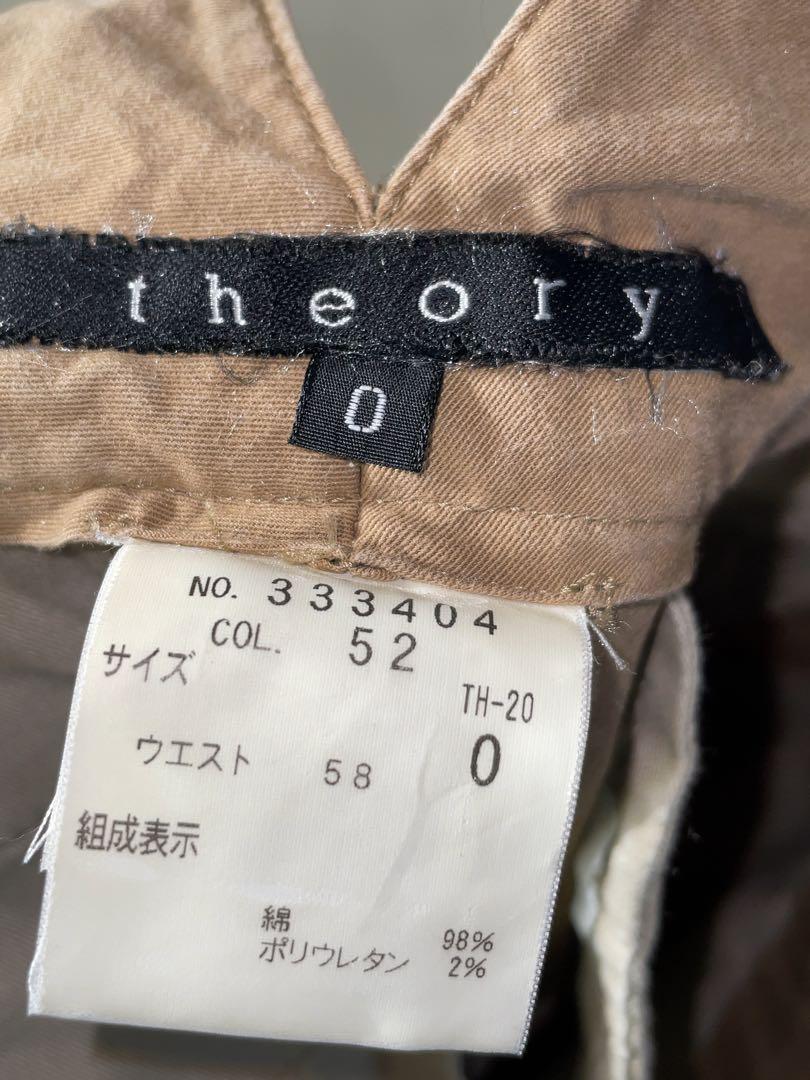 theory
0
NO. 333404
COL. 52
サイズ
TH-20
ウエスト 58 0
組成表示
綿 98%
ポリウレタン 2%